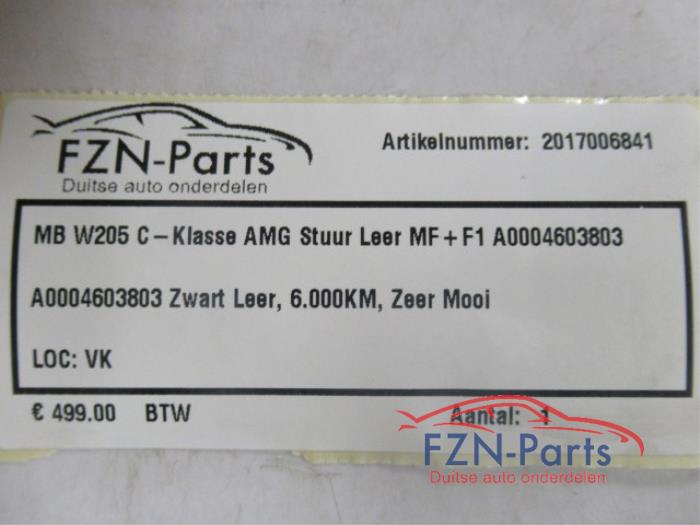 FZN-Parts
Duitse auto onderdelen
Artikelnummer: 2017006841
MB W205 C-Klasse AMG Stuur Leer MF+F1 A0004603803
A0004603803 Zwart Leer, 6.000KM, Zeer Mooi
LOC: VK
€ 499.00 BTW
Aantal: 1
FZN-Parts
Duitse auto onderdelen